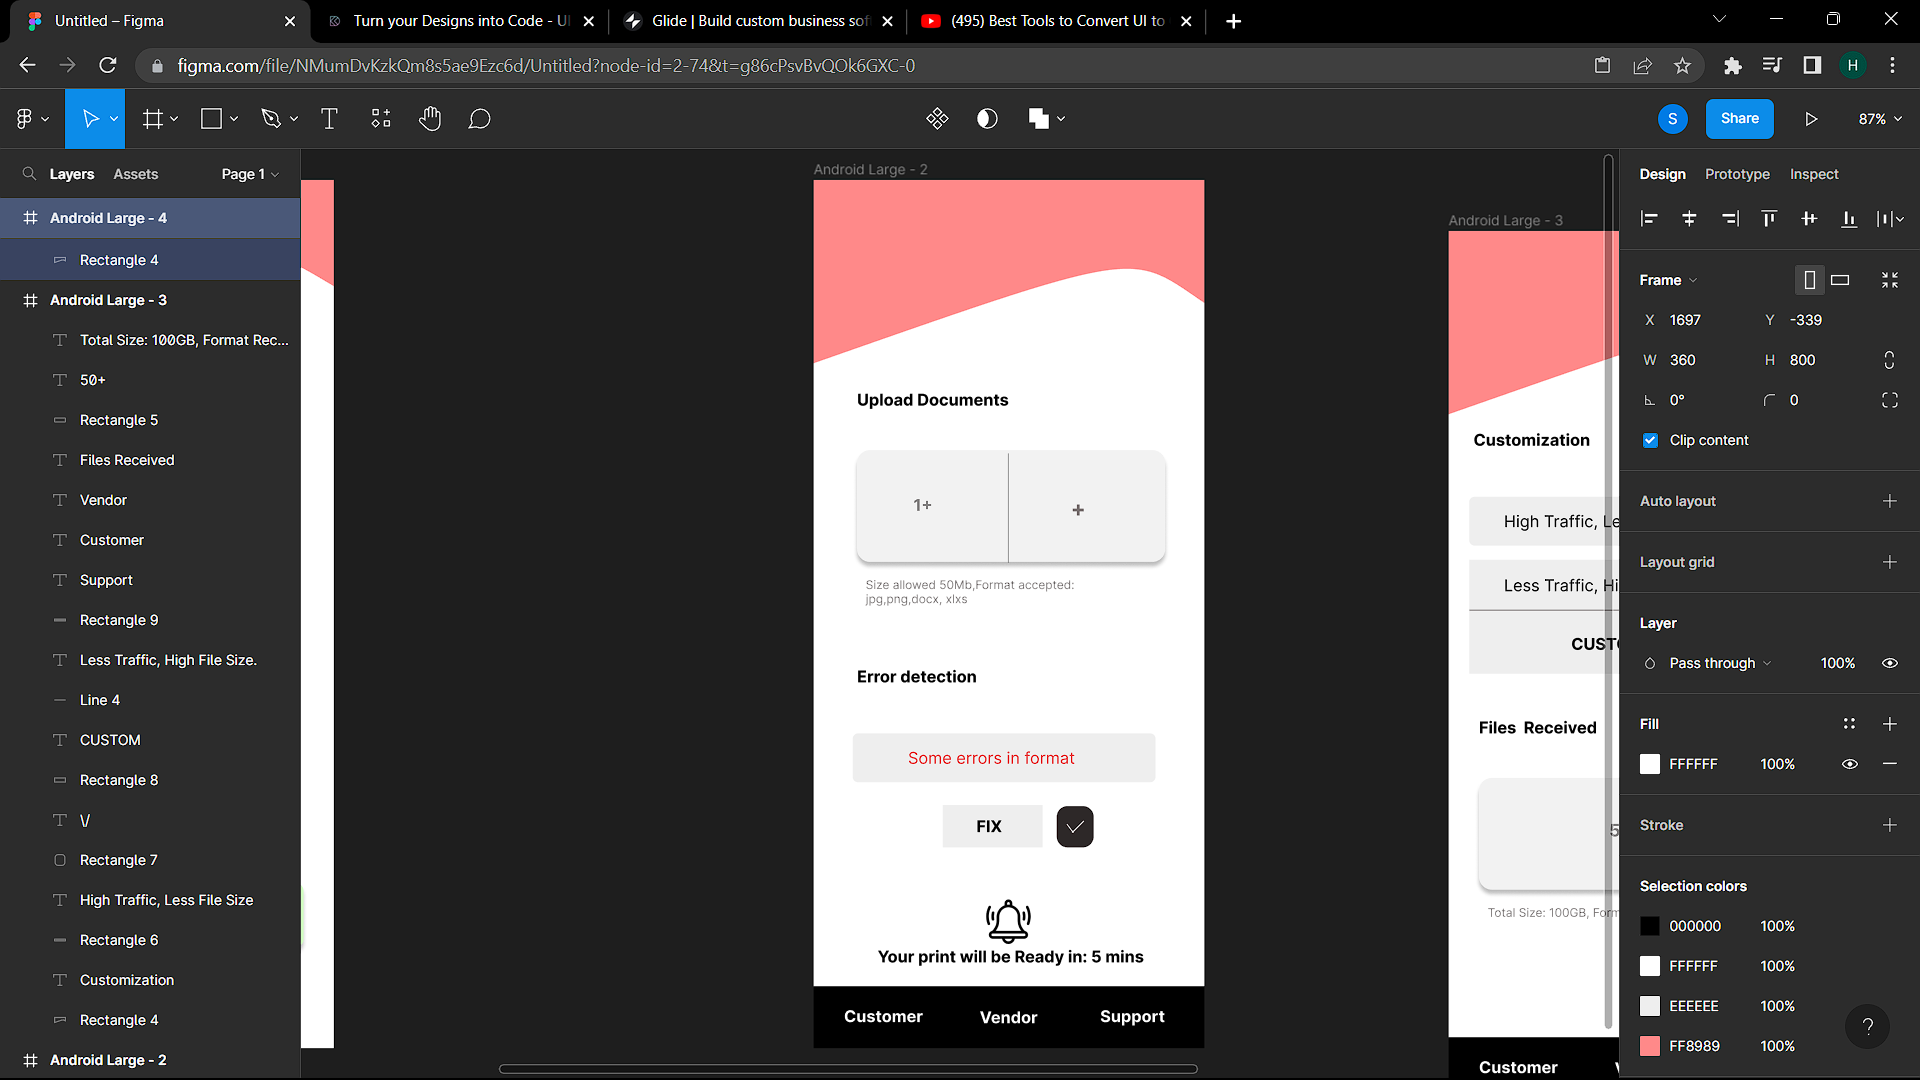 Untitled – Figma
Turn your Designs into Code - UI
Glide | Build custom business sof
(495) Best Tools to Convert UI to
figma.com/file/NMumDvKzkQm8s5ae9Ezc6d/Untitled?node-id=2-74&t=g86cPsvBvQOk6GXC-0
H
S
Share
87%
Layers
Assets
Page 1
Android Large - 4
Rectangle 4
Android Large - 3
Total Size: 100GB, Format Rec...
50+
Rectangle 5
Files Received
Vendor
Customer
Support
Rectangle 9
Less Traffic, High File Size.
Line 4
CUSTOM
Rectangle 8
\/
Rectangle 7
High Traffic, Less File Size
Rectangle 6
Customization
Rectangle 4
Android Large - 2
Android Large - 2
Upload Documents
1+
+
Size allowed 50Mb,Format accepted:
jpg,png,docx, xlxs
Error detection
Some errors in format
FIX
Your print will be Ready in: 5 mins
Customer
Vendor
Support
Android Large - 3
Customization
High Traffic, Le
Less Traffic, Hi
CUSTO
Files Received
5
Total Size: 100GB, Form
Customer
Design
Prototype
Inspect
Frame
X 1697
Y -339
W 360
H 800
0°
0
Clip content
Auto layout
Layout grid
Layer
Pass through
100%
Fill
FFFFFF
100%
Stroke
Selection colors
000000
100%
FFFFFF
100%
EEEEEE
100%
FF8989
100%
?